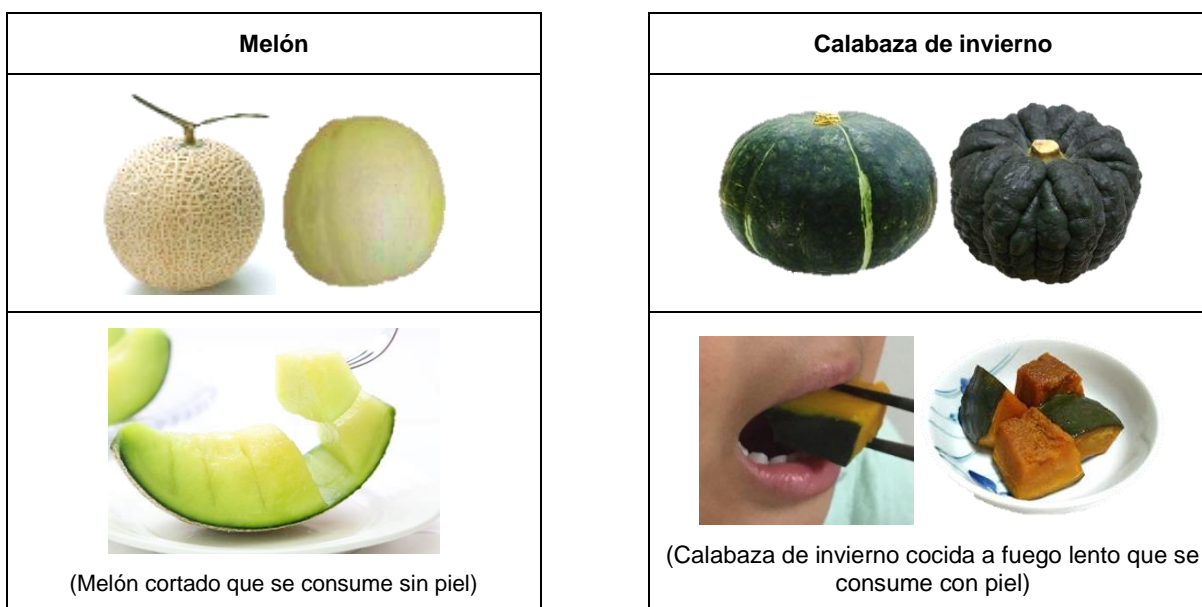 Melón
(Melón cortado que se consume sin piel)
Calabaza de invierno
(Calabaza de invierno cocida a fuego lento que se
consume con piel)